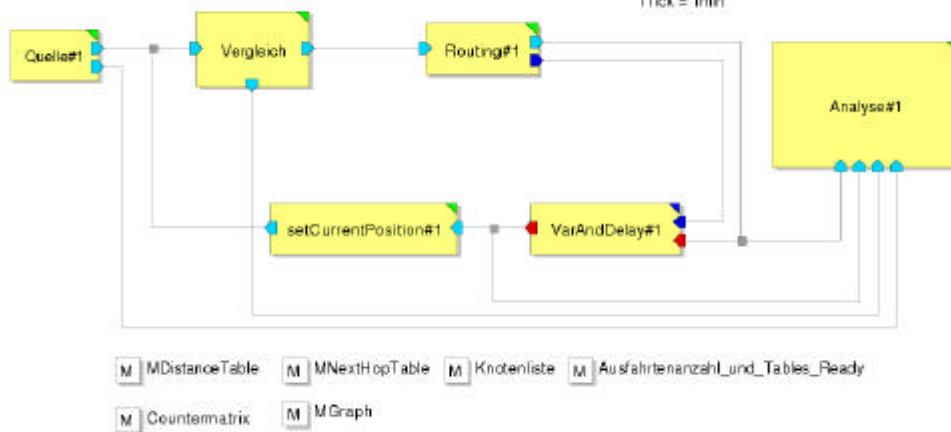 Quelle#1
Vergleich
Routing#1
Analyse#1
setCurrentPosition#1
VarAndDelay#1
M MDistanceTable M MNextHopTable M Knotenliste M Ausfahrtenanzahl_und_Tables_Ready
M Countermatrix M MGraph